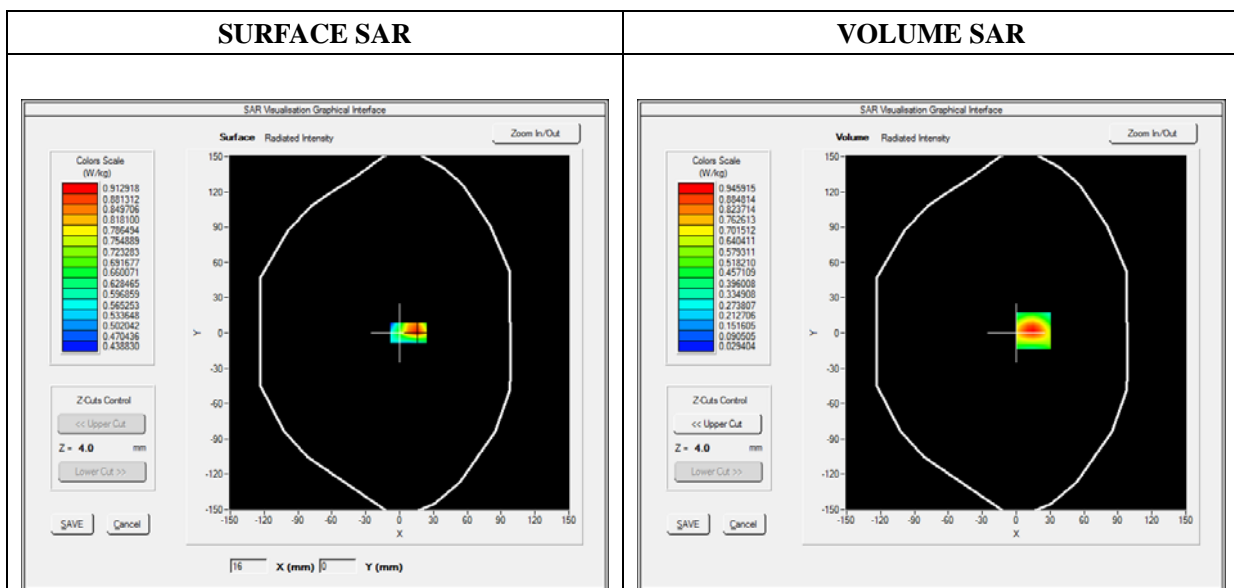 SURFACE SAR
SAR Visualisation Graphical Interface
Surface Radiated Intensity
Zoom In/Out
Colors Scale
(W/kg)
0.912918
0.881312
0.849706
0.818100
0.786494
0.754889
0.723283
0.691677
0.660071
0.628465
0.596859
0.565253
0.533648
0.502042
0.470436
0.438830
Z-Cuts Control
<< Upper Cut
Z = 4.0 mm
Lower Cut >>
SAVE Cancel
150
120
90
60
30
0
-30
-60
-90
-120
-150
Y
-150 -120 -90 -60 -30 0 30 60 90 120 150
X
16 X (mm) 0 Y (mm)
VOLUME SAR
SAR Visualisation Graphical Interface
Volume Radiated Intensity
Zoom In/Out
Colors Scale
(W/kg)
0.945915
0.884814
0.823714
0.762613
0.701512
0.640411
0.579311
0.518210
0.457109
0.396008
0.334908
0.273807
0.212706
0.151605
0.090505
0.029404
Z-Cuts Control
<< Upper Cut
Z = 4.0 mm
Lower Cut >>
SAVE Cancel
150
120
90
60
30
0
-30
-60
-90
-120
-150
Y
-150 -120 -90 -60 -30 0 30 60 90 120 150
X